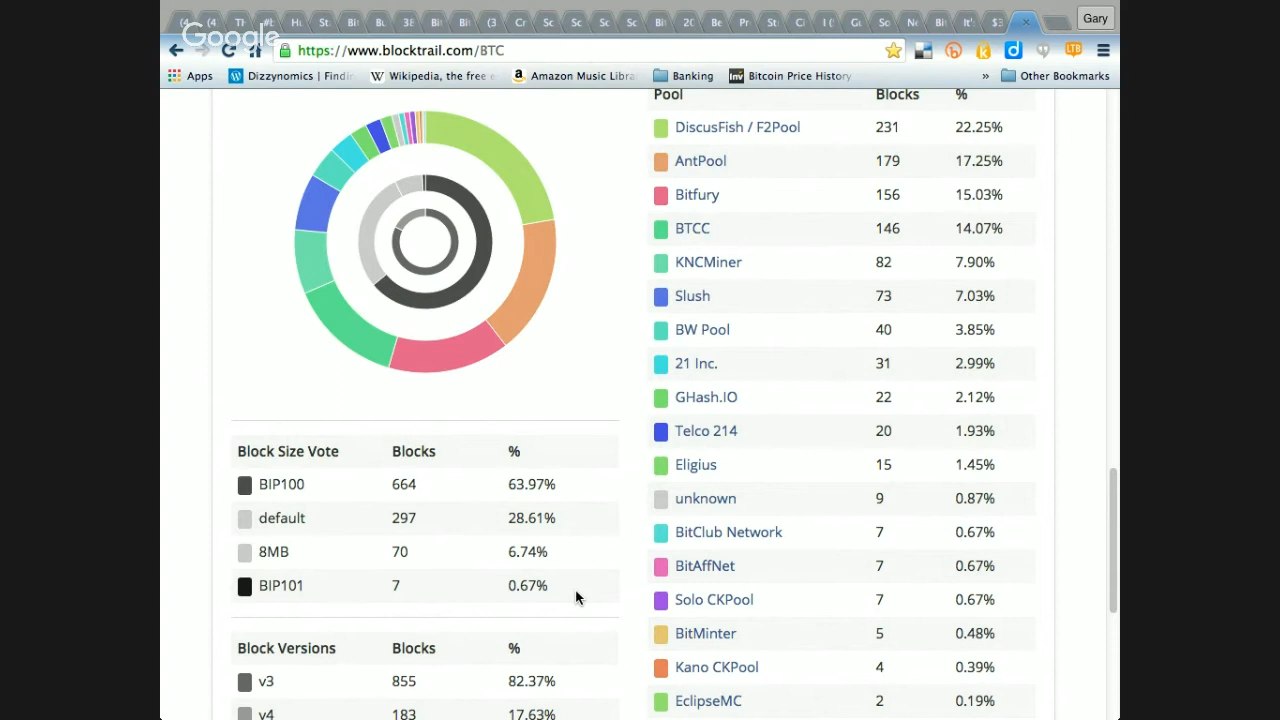 Google
Gary
https://www.blocktrail.com/BTC
Apps
Dizzynomics | Findin
Wikipedia, the free e
Amazon Music Libra
Banking
Bitcoin Price History
»
Other Bookmarks
Pool Blocks %
DiscusFish / F2Pool 231 22.25%
AntPool 179 17.25%
Bitfury 156 15.03%
BTCC 146 14.07%
KNCMiner 82 7.90%
Slush 73 7.03%
BW Pool 40 3.85%
21 Inc. 31 2.99%
GHash.IO 22 2.12%
Telco 214 20 1.93%
Eligius 15 1.45%
unknown 9 0.87%
BitClub Network 7 0.67%
BitAffNet 7 0.67%
Solo CKPool 7 0.67%
BitMinter 5 0.48%
Kano CKPool 4 0.39%
EclipseMC 2 0.19%
Block Size Vote Blocks %
BIP100 664 63.97%
default 297 28.61%
8MB 70 6.74%
BIP101 7 0.67%
Block Versions Blocks %
v3 855 82.37%
v4 183 17.63%